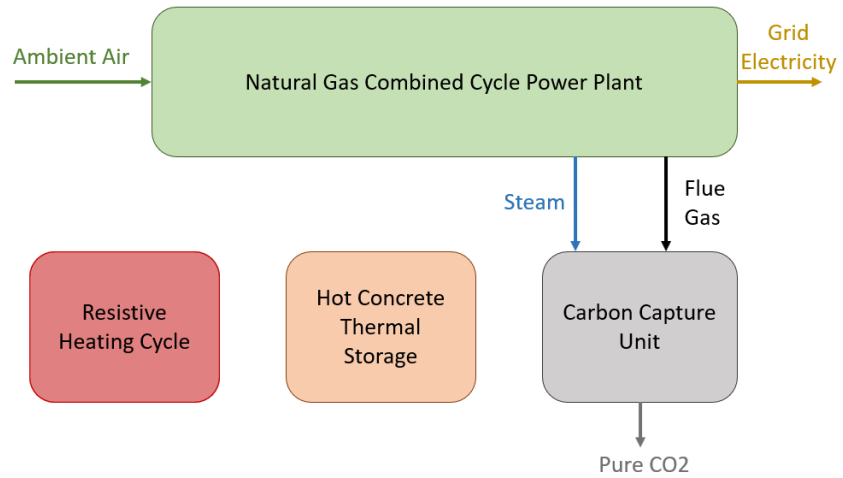 Ambient Air
Natural Gas Combined Cycle Power Plant
Grid
Electricity
Steam
Flue
Gas
Resistive
Heating Cycle
Hot Concrete
Thermal
Storage
Carbon Capture
Unit
Pure CO2